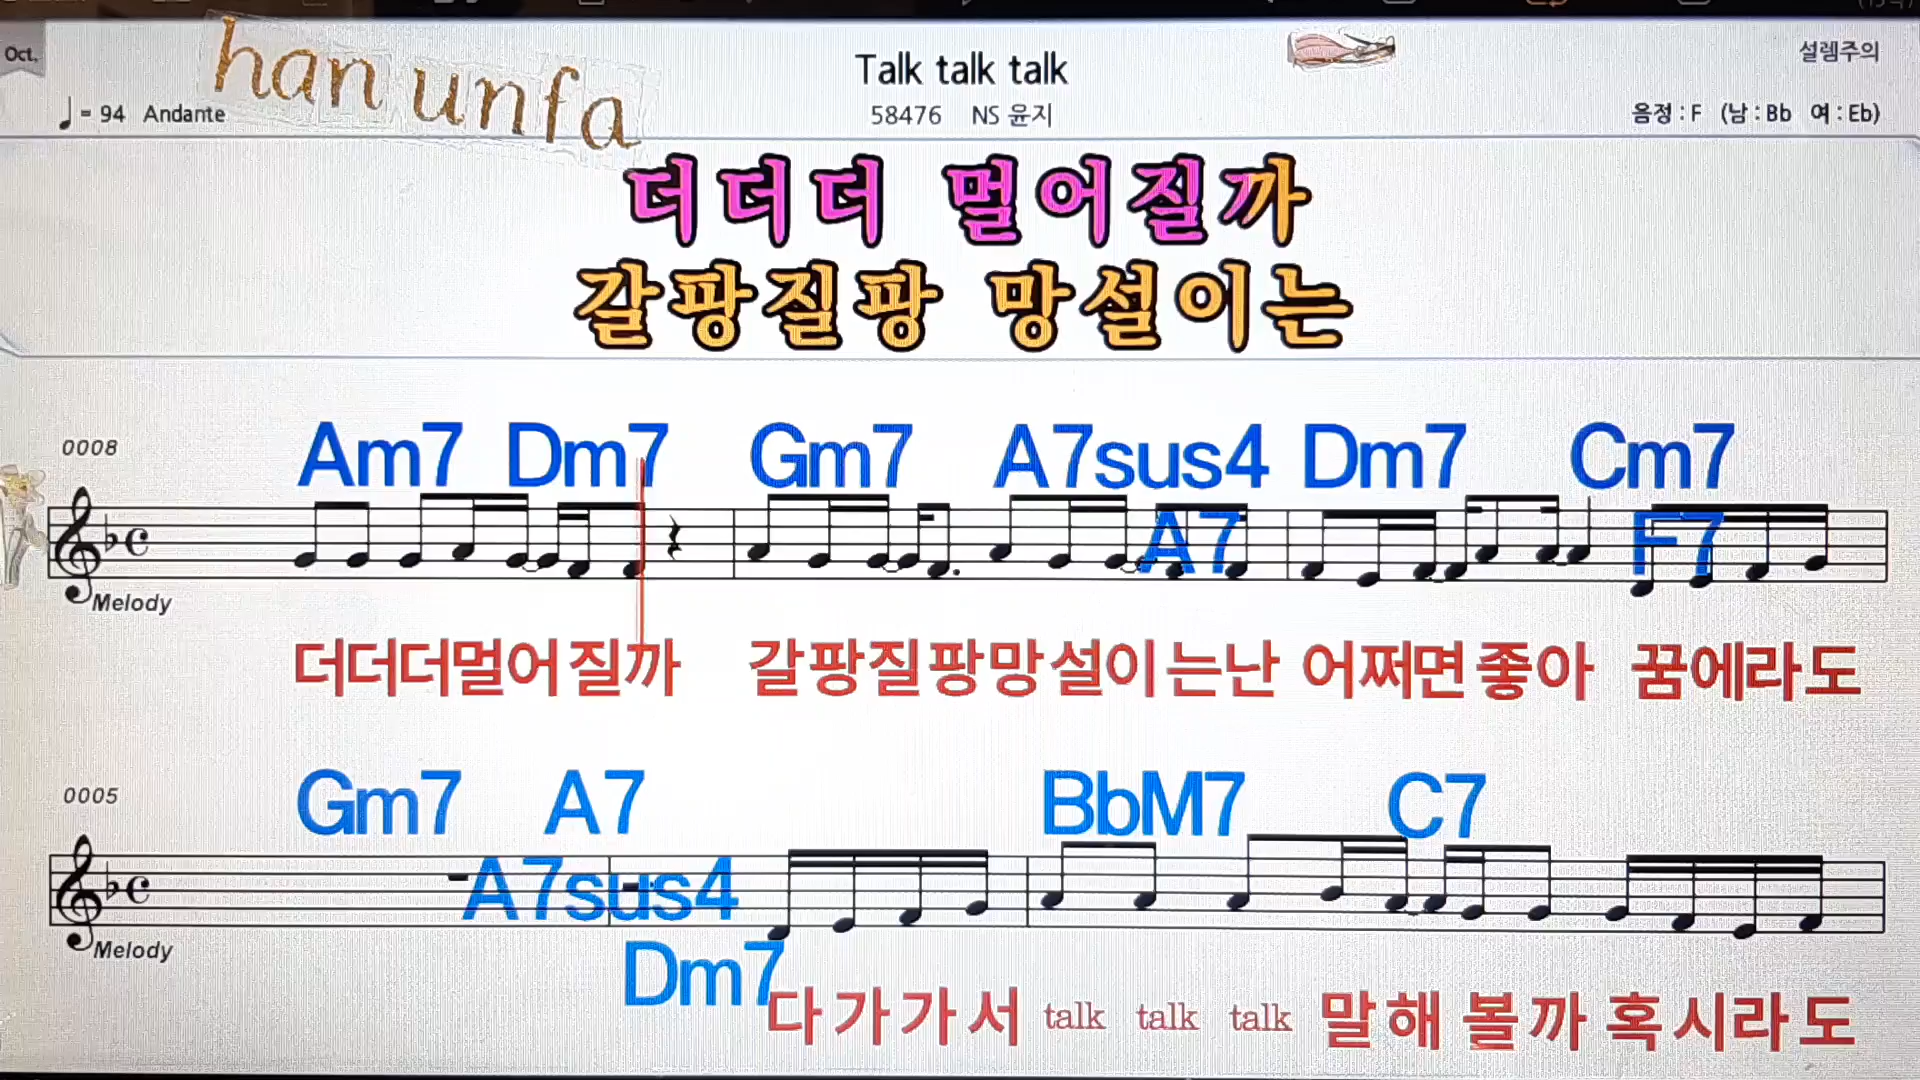 Oct.
han unfa
Talk talk talk
설렘주의
♩= 94 Andante
58476 NS 윤지
음정 : F (남 : Bb 여 : Eb)
더더더 멀어질까
갈팡질팡 망설이는
0008
Am7 Dm7 Gm7 A7sus4 Dm7 Cm7
A7 F7
Melody
더더더멀어질까 갈팡질팡망설이는난 어쩌면좋아 꿈에라도
0005
Gm7 A7 BbM7 C7
A7sus4
Dm7
Melody
다가가서 talk talk talk 말해 볼까 혹시라도